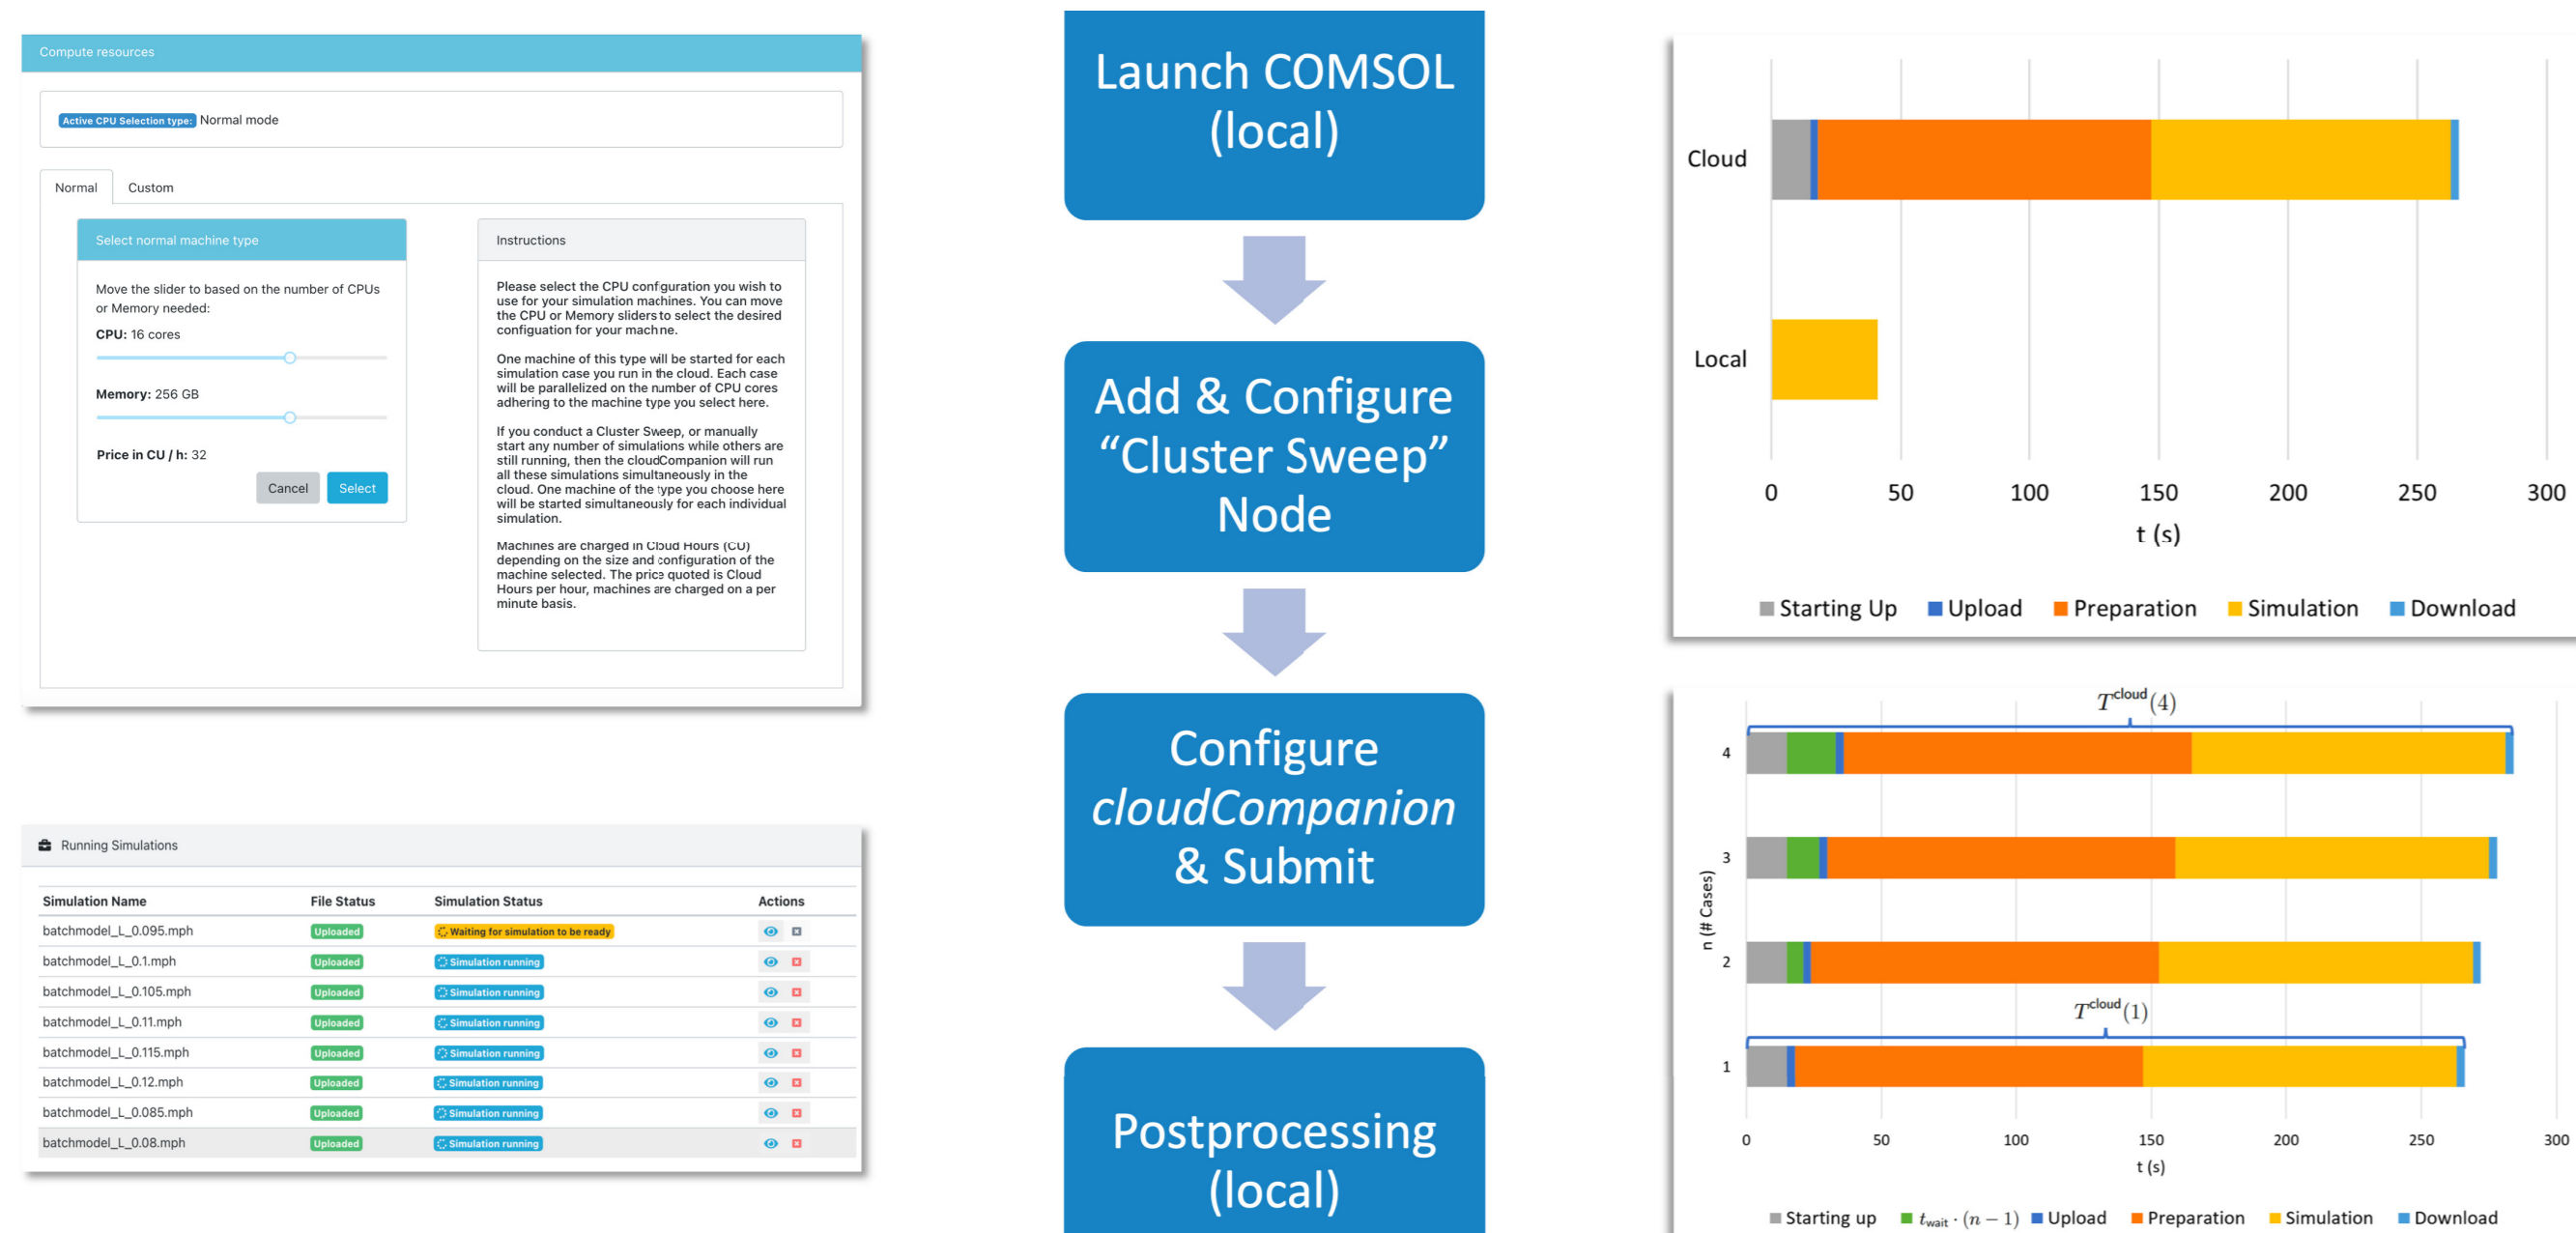 Compute resources
Active CPU Selection type: Normal mode
Normal
Custom
Select normal machine type
Move the slider to based on the number of CPUs
or Memory needed:
CPU: 16 cores
Memory: 256 GB
Price in CU / h: 32
Cancel
Select
Instructions
Please select the CPU configuration you wish to
use for your simulation machines. You can move
the CPU or Memory sliders to select the desired
configuation for your machne.
One machine of this type will be started for each
simulation case you run in the cloud. Each case
will be parallelized on the number of CPU cores
adhering to the machine type you select here.
If you conduct a Cluster Sweep, or manually
start any number of simulations while others are
still running, then the cloudCompanion will run
all these simulations simultaneously in the
cloud. One machine of the type you choose here
will be started simultaneously for each individual
simulation.
Machines are charged in Cloud Hours (CU)
depending on the size and configuration of the
machine selected. The price quoted is Cloud
Hours per hour, machines are charged on a per
minute basis.
Running Simulations
Simulation Name File Status Simulation Status Actions
batchmodel_L_0.095.mph Uploaded Waiting for simulation to be ready
batchmodel_L_0.1.mph Uploaded Simulation running
batchmodel_L_0.105.mph Uploaded Simulation running
batchmodel_L_0.11.mph Uploaded Simulation running
batchmodel_L_0.115.mph Uploaded Simulation running
batchmodel_L_0.12.mph Uploaded Simulation running
batchmodel_L_0.085.mph Uploaded Simulation running
batchmodel_L_0.08.mph Uploaded Simulation running
Launch COMSOL
(local)
Add & Configure
“Cluster Sweep”
Node
Configure
cloudCompanion
& Submit
Postprocessing
(local)
Cloud
Local
0 50 100 150 200 250 300
t (s)
Starting Up Upload Preparation Simulation Download
T^cloud(4)
4
3
2
T^cloud(1)
1
n (# Cases)
0 50 100 150 200 250 300
t (s)
Starting up t_wait · (n − 1) Upload Preparation Simulation Download